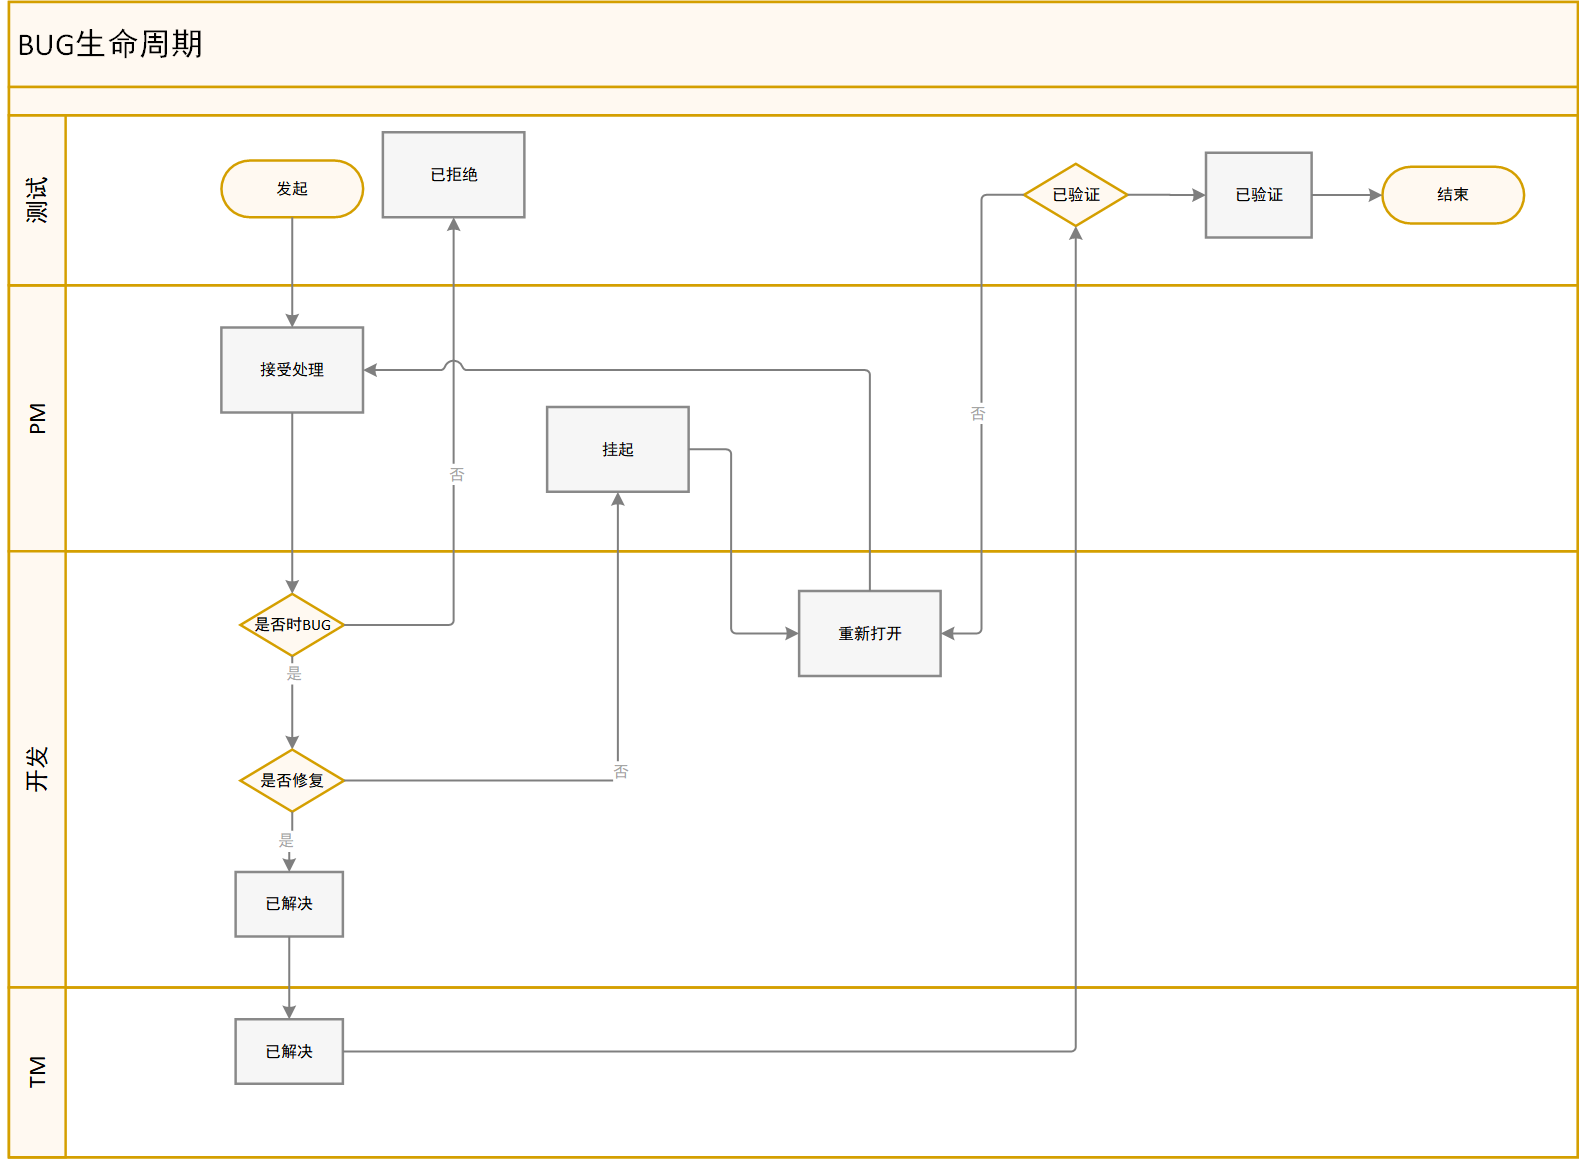 BUG生命周期
测试
发起
已拒绝
已验证
已验证
结束
PM
接受处理
挂起
否
否
开发
是否时BUG
是
重新打开
是否修复
否
是
已解决
TM
已解决